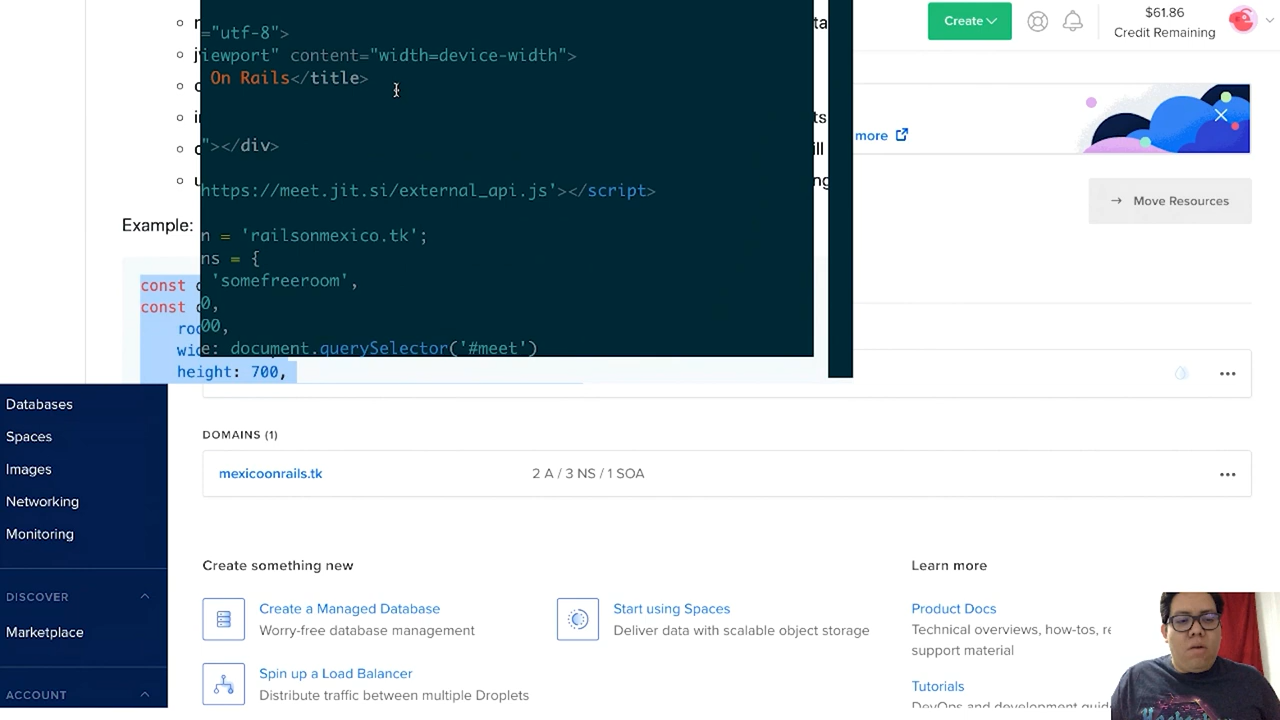 ="utf-8">
iewport" content="width=device-width">
On Rails</title>
"></div>
https://meet.jit.si/external_api.js'></script>
n = 'railsonmexico.tk';
ns = {
'somefreeroom',
0,
00,
e: document.querySelector('#meet')
Example:
const
const
height: 700,
Create
$61.86
Credit Remaining
more
Move Resources
Databases
Spaces
Images
Networking
Monitoring
DISCOVER
Marketplace
ACCOUNT
DOMAINS (1)
mexicoonrails.tk 2 A / 3 NS / 1 SOA
Create something new
Create a Managed Database
Worry-free database management
Start using Spaces
Deliver data with scalable object storage
Spin up a Load Balancer
Distribute traffic between multiple Droplets
Learn more
Product Docs
Technical overviews, how-tos,
support material
Tutorials
DevOps and development